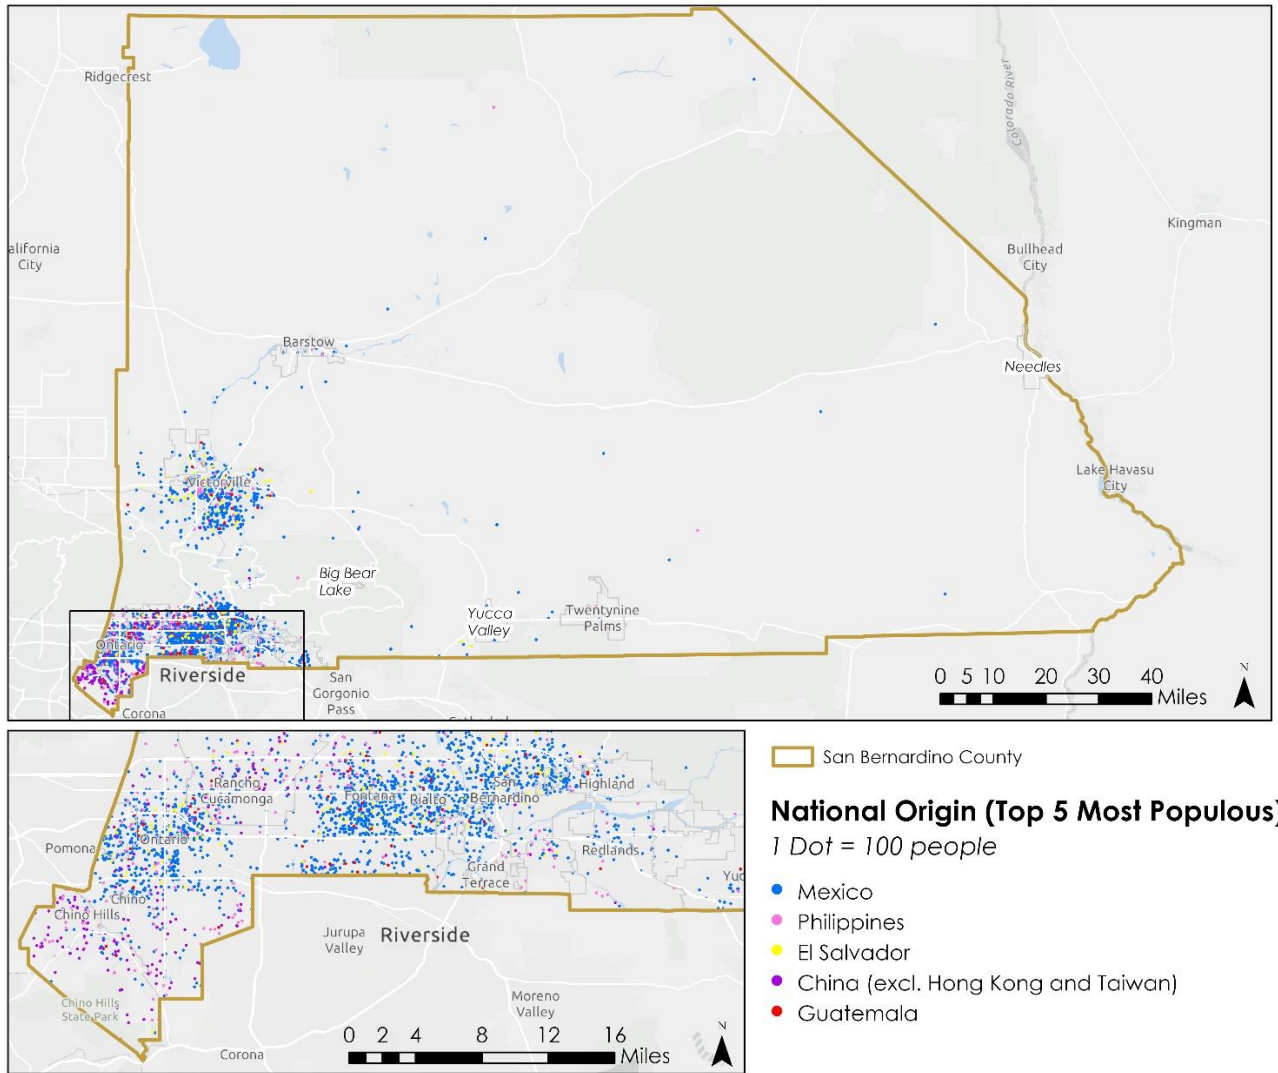 Ridgecrest
Colorado River
Kingman
alifornia
City
Bullhead
City
Barstow
Needles
Lake Havasu
City
Victorville
Big Bear
Lake
Yucca
Valley
Twentynine
Palms
Ontario
Riverside
San
Gorgonio
Pass
Corona
0 5 10 20 30 40
Miles
N
Rancho
Cucamonga
Fontana
Rialto
San
Bernardino
Highland
Pomona
Ontario
Redlands
Grand
Terrace
Yuc
Chino
Chino Hills
Jurupa
Valley
Riverside
Chino Hills
State Park
Moreno
Valley
Corona
0 2 4 8 12 16
Miles
N
San Bernardino County
National Origin (Top 5 Most Populous)
1 Dot = 100 people
Mexico
Philippines
El Salvador
China (excl. Hong Kong and Taiwan)
Guatemala